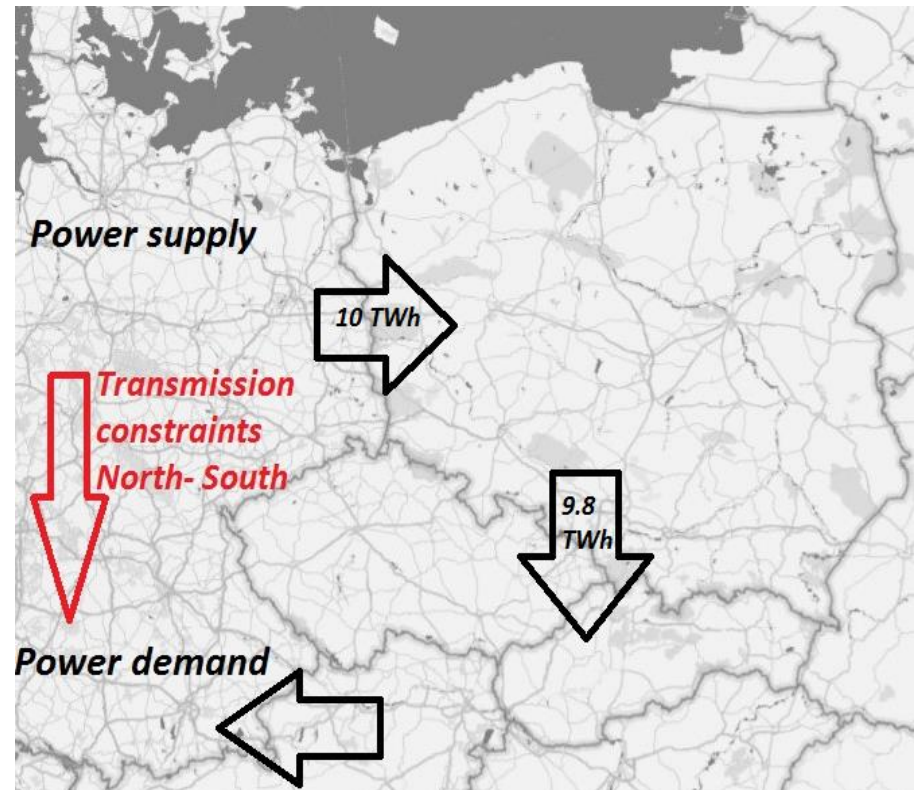 Power supply
10 TWh
Transmission
constraints
North- South
9.8
TWh
Power demand